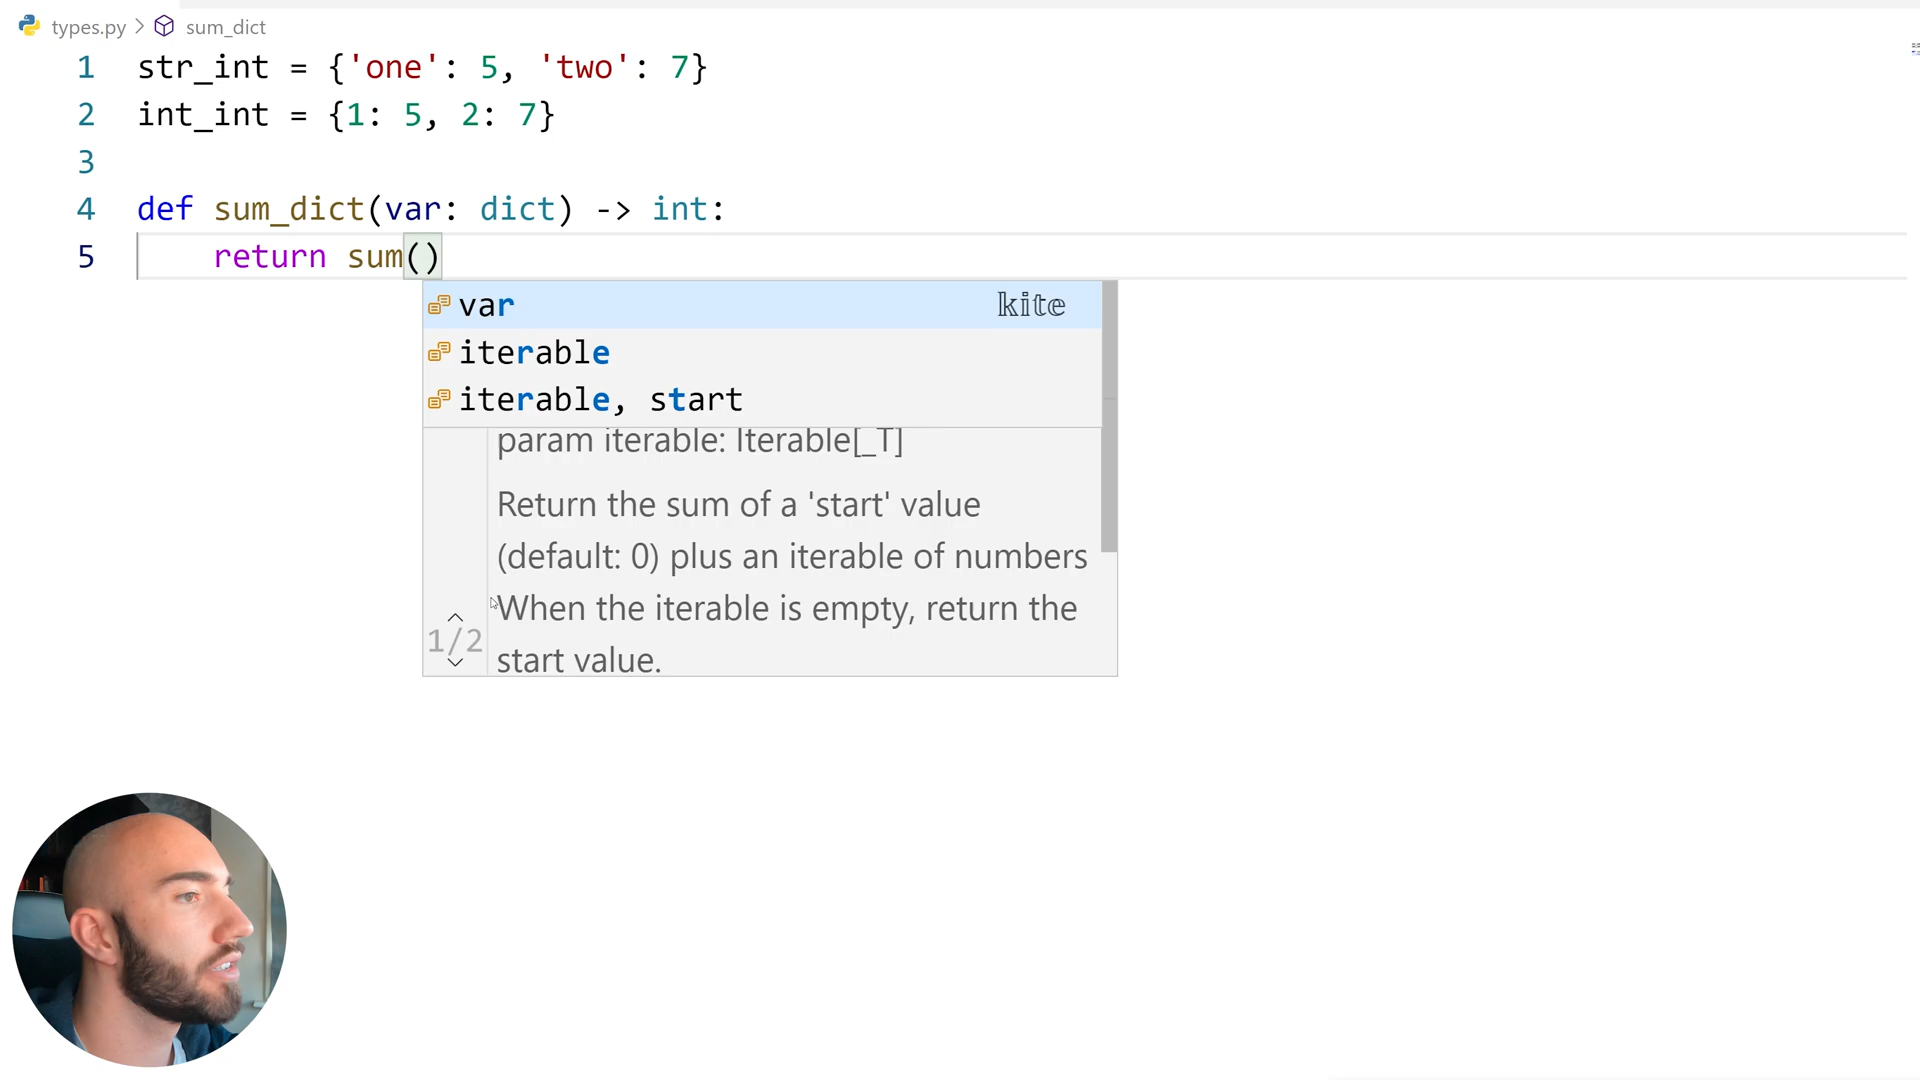 types.py > sum_dict
1 str_int = {'one': 5, 'two': 7}
2 int_int = {1: 5, 2: 7}
3
4 def sum_dict(var: dict) -> int:
5 return sum()
var kite
iterable
iterable, start
param iterable: Iterable[_T]
Return the sum of a 'start' value
(default: 0) plus an iterable of numbers
When the iterable is empty, return the
start value.
1/2